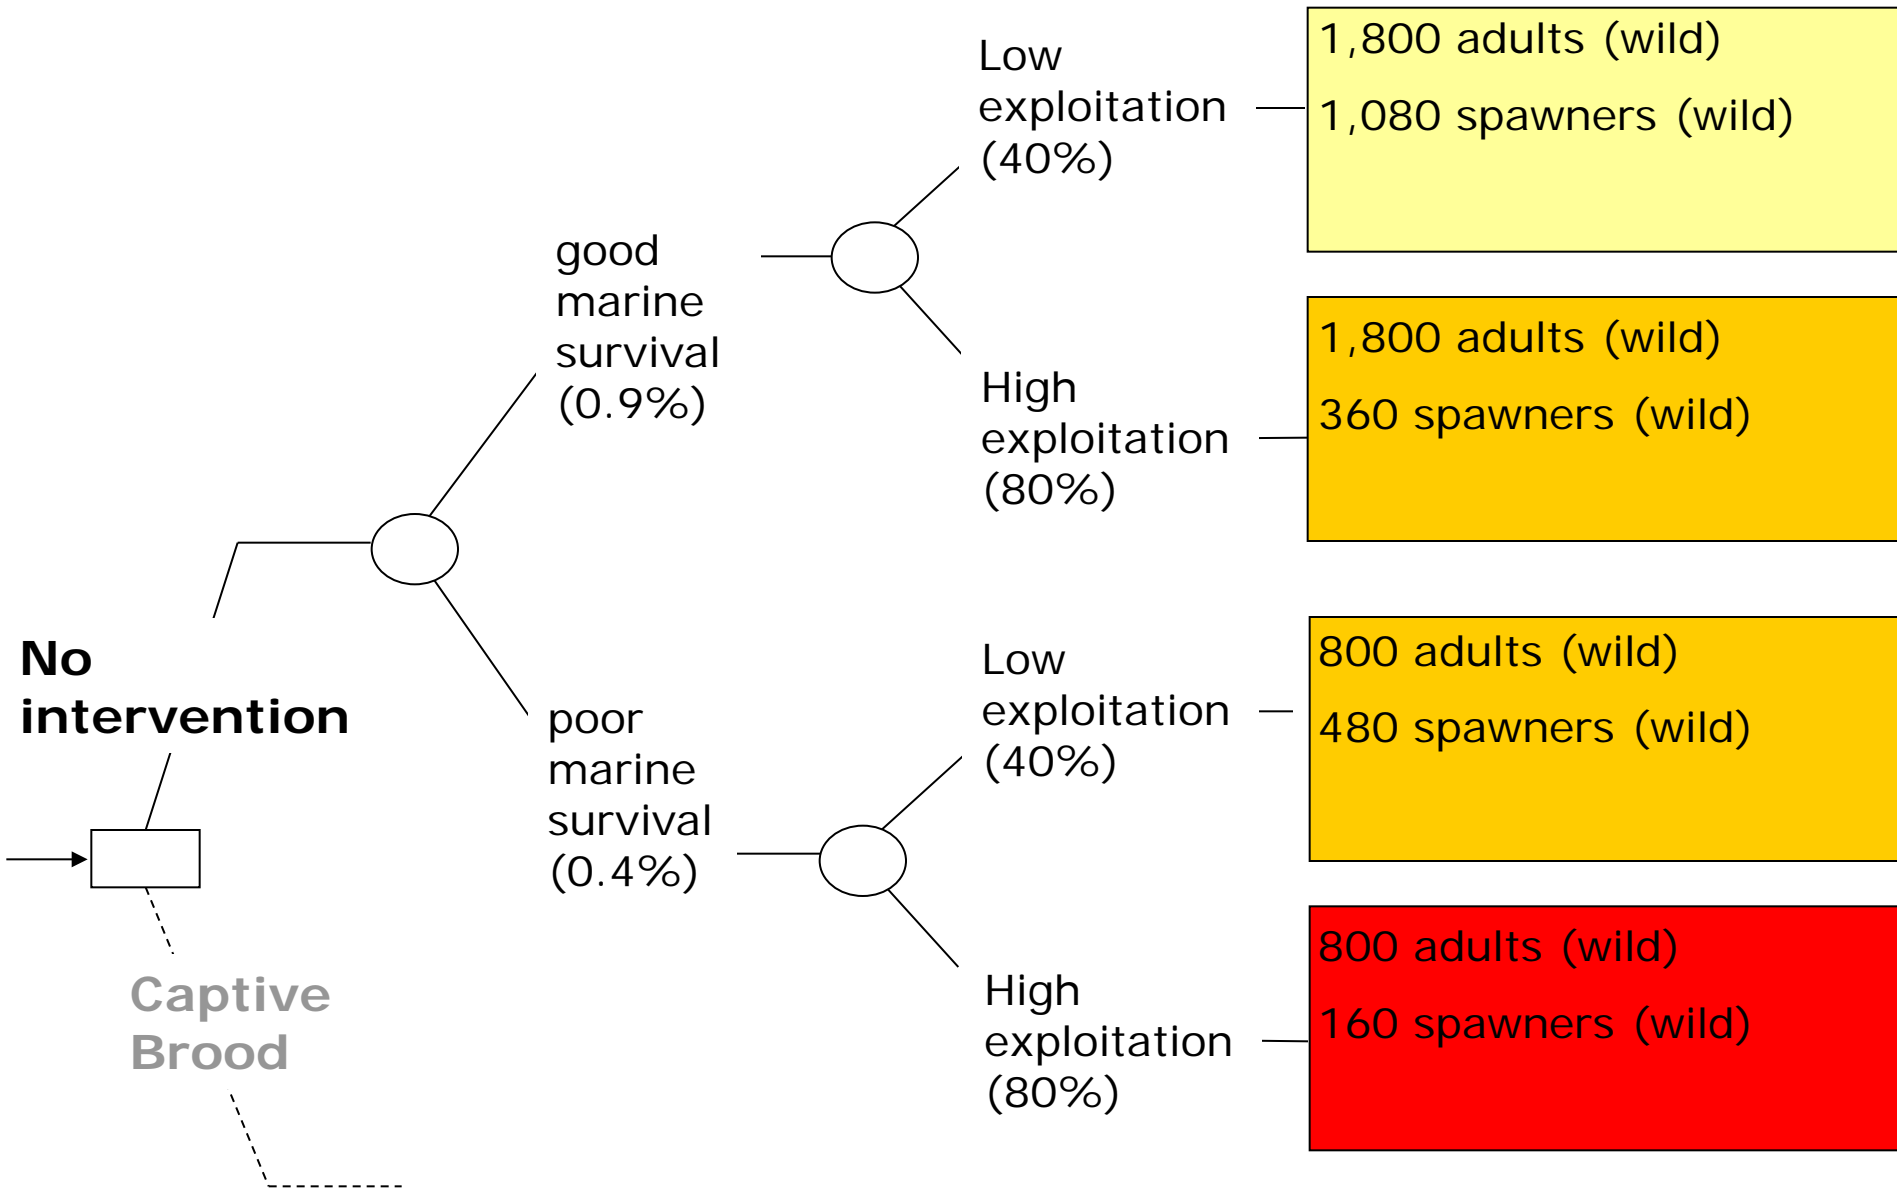 Low
exploitation
(40%)
1,800 adults (wild)
1,080 spawners (wild)
good
marine
survival
(0.9%)
High
exploitation
(80%)
1,800 adults (wild)
360 spawners (wild)
No
intervention
poor
marine
survival
(0.4%)
Low
exploitation
(40%)
800 adults (wild)
480 spawners (wild)
High
exploitation
(80%)
800 adults (wild)
160 spawners (wild)
Captive
Brood